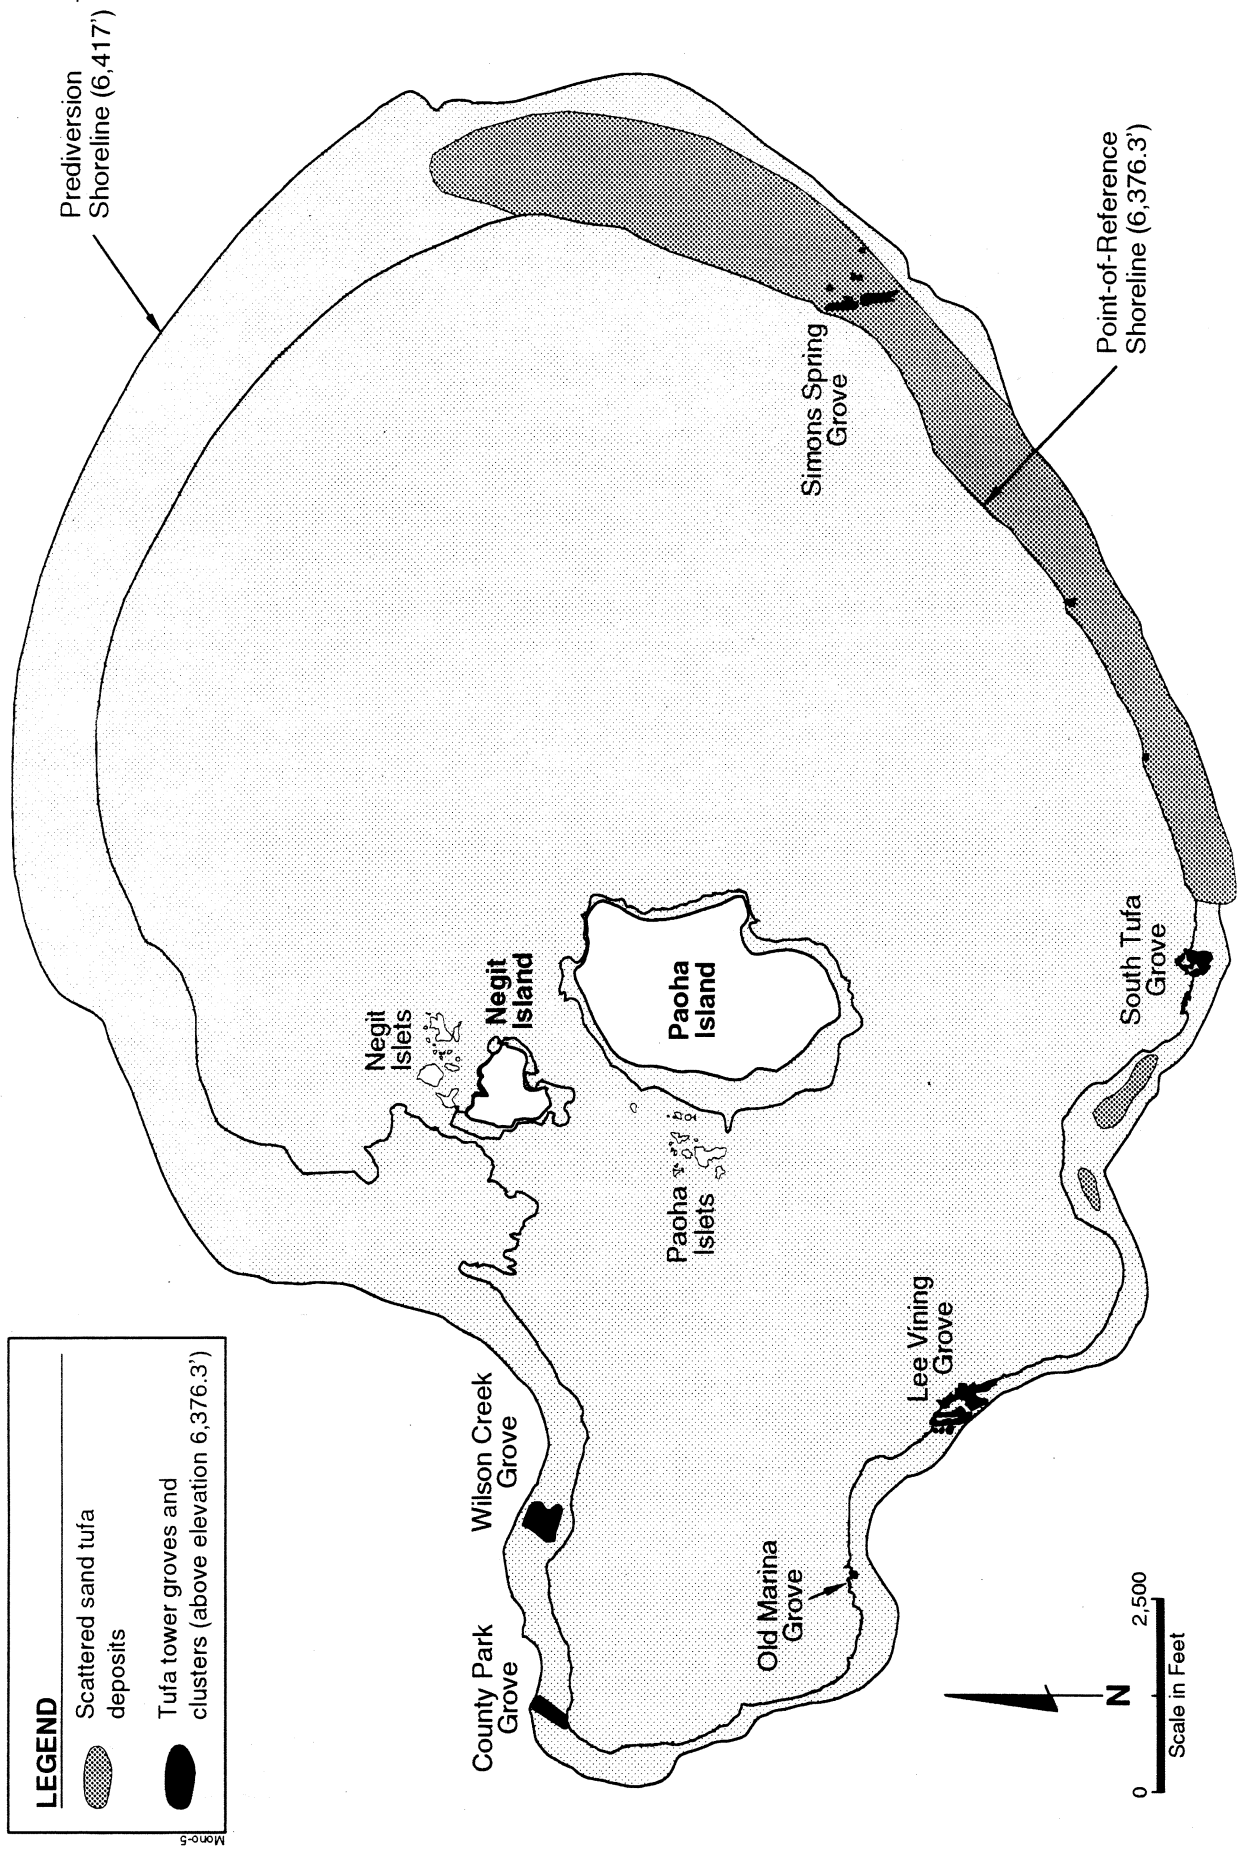 LEGEND
Scattered sand tufa
deposits
Tufa tower groves and
clusters (above elevation 6,376.3')
Mono-5
Prediversion
Shoreline (6,417')
Negit
Islets
Negit
Island
Paoha
Island
Paoha
Islets
Simons Spring
Grove
Point-of-Reference
Shoreline (6,376.3')
South Tufa
Grove
Lee Vining
Grove
Wilson Creek
Grove
County Park
Grove
Old Marina
Grove
N
0 2,500
Scale in Feet